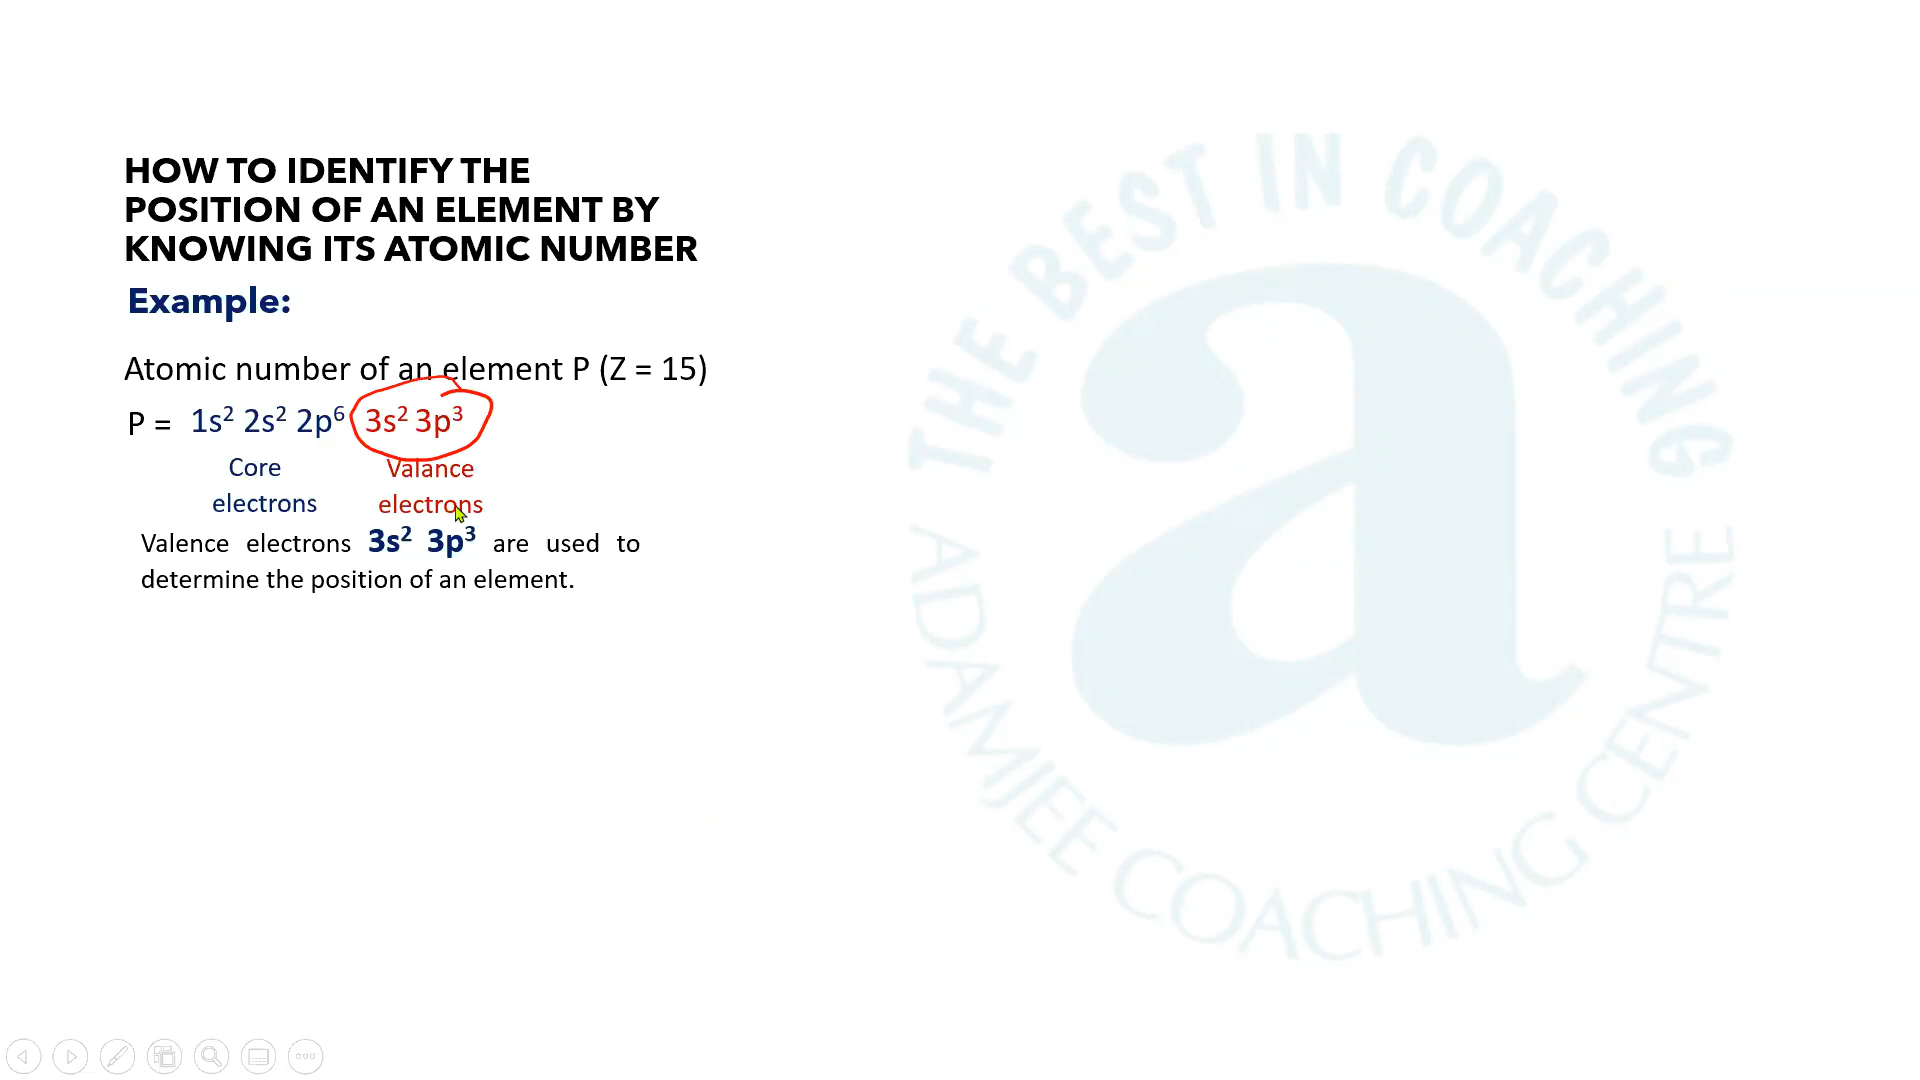 HOW TO IDENTIFY THE
POSITION OF AN ELEMENT BY
KNOWING ITS ATOMIC NUMBER
Example:
Atomic number of an element P (Z = 15)
P = 1s² 2s² 2p⁶ 3s² 3p³
Core electrons
Valance electrons
Valence electrons 3s² 3p³ are used to
determine the position of an element.
THE BEST IN COACHING
a
ADAMJEE COACHING CENTRE